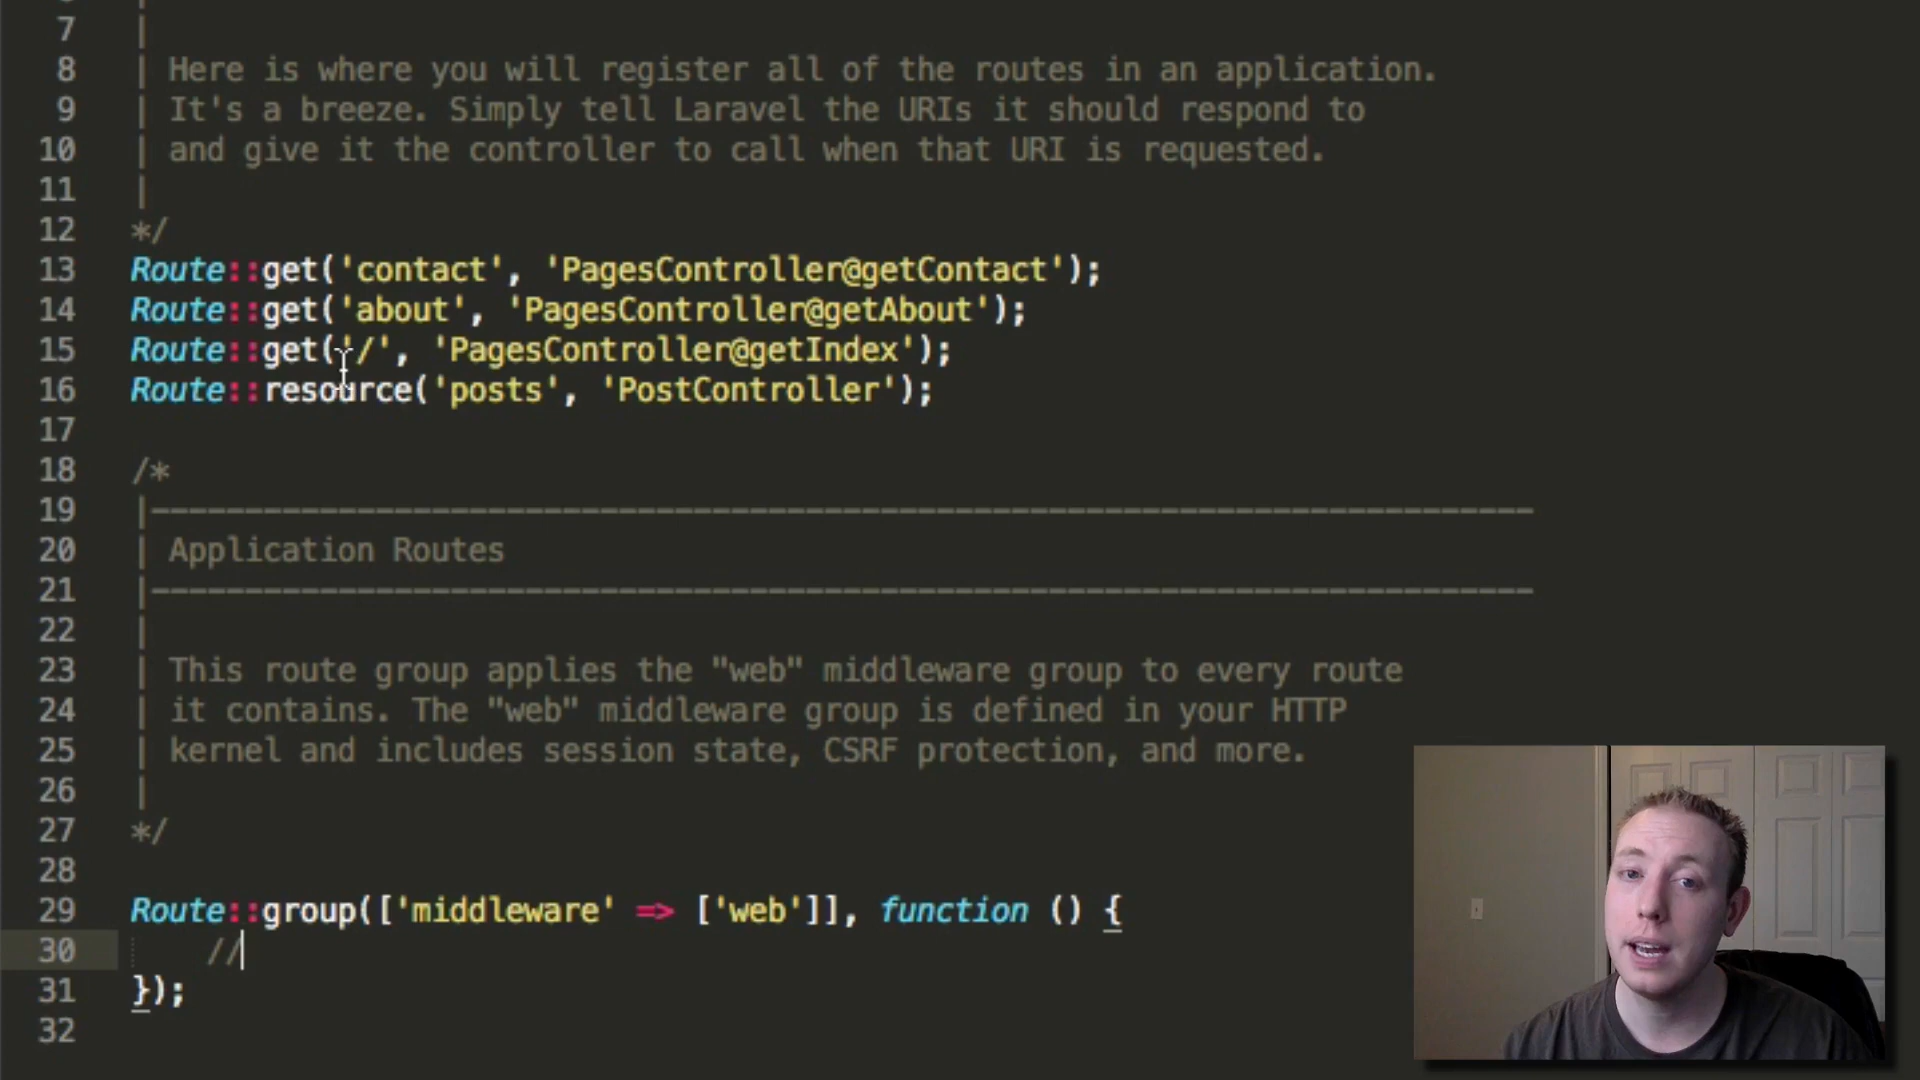 7 |
8 | Here is where you will register all of the routes in an application.
9 | It's a breeze. Simply tell Laravel the URIs it should respond to
10 | and give it the controller to call when that URI is requested.
11 |
12 */
13 Route::get('contact', 'PagesController@getContact');
14 Route::get('about', 'PagesController@getAbout');
15 Route::get('/', 'PagesController@getIndex');
16 Route::resource('posts', 'PostController');
17
18 /*
19 |--------------------------------------------------------------------------
20 | Application Routes
21 |--------------------------------------------------------------------------
22 |
23 | This route group applies the "web" middleware group to every route
24 | it contains. The "web" middleware group is defined in your HTTP
25 | kernel and includes session state, CSRF protection, and more.
26 |
27 */
28
29 Route::group(['middleware' => ['web']], function () {
30 //
31 });
32